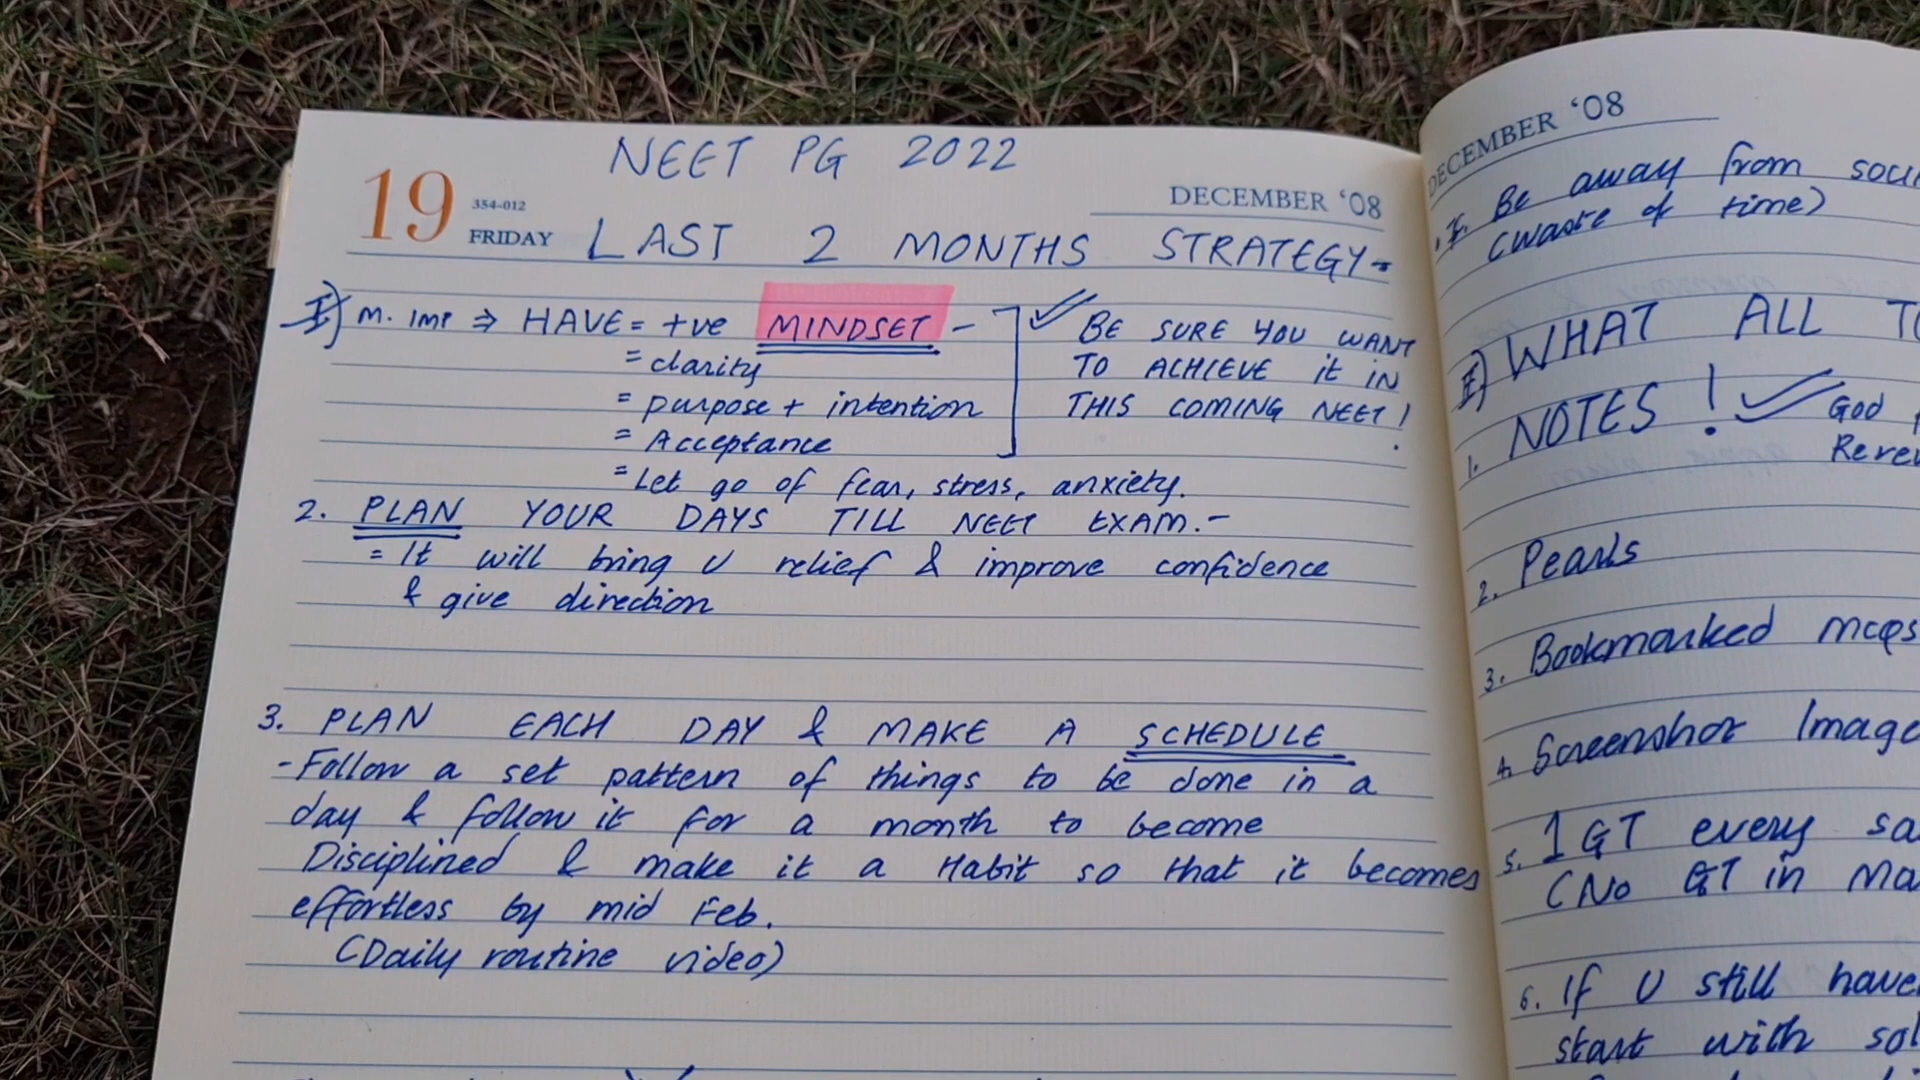 NEET PG 2022
19
354-012
FRIDAY
DECEMBER '08
LAST 2 MONTHS STRATEGY-
I) M. IMP ⇒ HAVE = +ve MINDSET -
= clarity
= purpose + intention
= Acceptance
= Let go of fear, stress, anxiety.
✓ BE SURE YOU WANT
TO ACHIEVE it IN
THIS COMING NEET!
2. PLAN YOUR DAYS TILL NEET EXAM.-
= It will bring U relief & improve confidence
& give direction
3. PLAN EACH DAY & MAKE A SCHEDULE
-Follow a set pattern of things to be done in a
day & follow it for a month to become
Disciplined & make it a Habit so that it becomes
effortless by mid Feb.
(Daily routine video)
DECEMBER '08
Be away from
(waste of time)
II) WHAT ALL
1. NOTES! ✓ God
2. Pearls
3. Bookmarked mcqs
4. Screenshot
5. 1 GT every
(No GT in
6. If U still have
start with